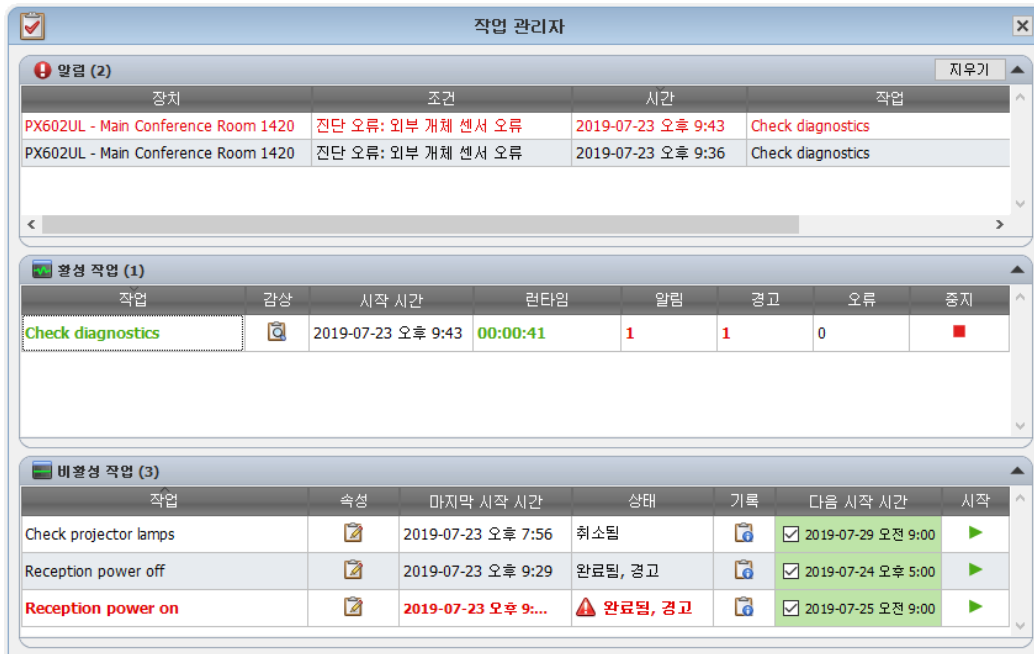 작업 관리자
알림 (2) 지우기
장치 조건 시간 작업
PX602UL - Main Conference Room 1420 진단 오류: 외부 개체 센서 오류 2019-07-23 오후 9:43 Check diagnostics
PX602UL - Main Conference Room 1420 진단 오류: 외부 개체 센서 오류 2019-07-23 오후 9:36 Check diagnostics
활성 작업 (1)
작업 감상 시작 시간 런타임 알림 경고 오류 중지
Check diagnostics 2019-07-23 오후 9:43 00:00:41 1 1 0
비활성 작업 (3)
작업 속성 마지막 시작 시간 상태 기록 다음 시작 시간 시작
Check projector lamps 2019-07-23 오후 7:56 취소됨 2019-07-29 오전 9:00
Reception power off 2019-07-23 오후 9:29 완료됨, 경고 2019-07-24 오후 5:00
Reception power on 2019-07-23 오후 9:... 완료됨, 경고 2019-07-25 오전 9:00